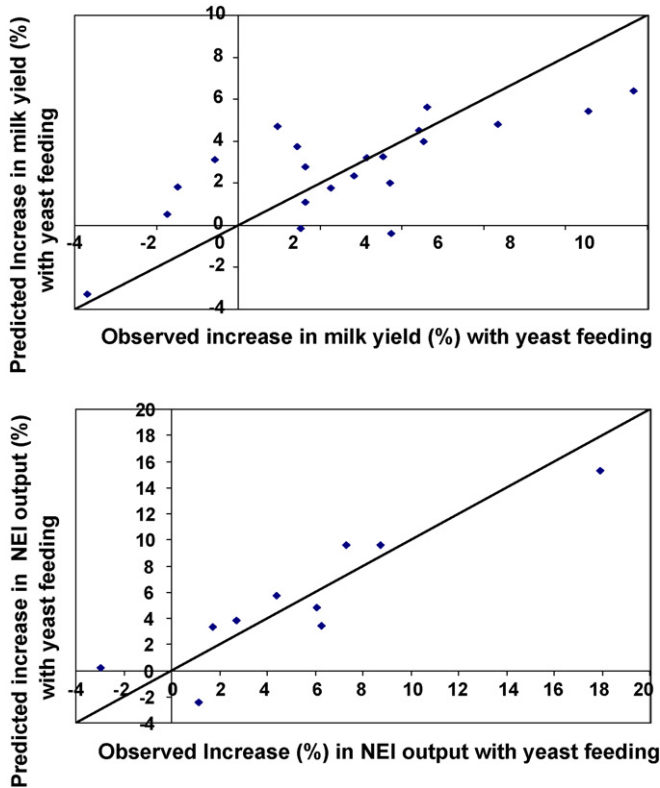 Predicted Increase in milk yield (%)
with yeast feeding
10
8
6
4
2
0
-2
-4
-4 -2 0 2 4 6 8 10
Observed increase in milk yield (%) with yeast feeding
Predicted increase in NEl output (%)
with yeast feeding
20
18
16
14
12
10
8
6
4
2
0
-2
-4
-4 -2 0 2 4 6 8 10 12 14 16 18 20
Observed Increase (%) in NEl output with yeast feeding